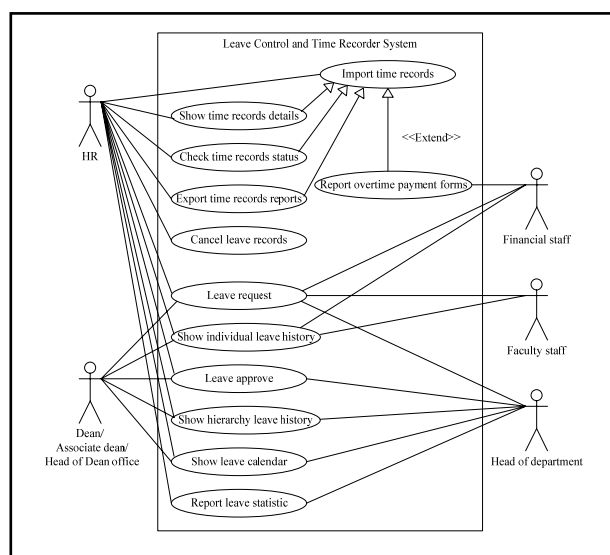 Leave Control and Time Recorder System
Import time records
Show time records details
HR
<<Extend>>
Check time records status
Report overtime payment forms
Export time records reports
Financial staff
Cancel leave records
Leave request
Show individual leave history
Faculty staff
Leave approve
Show hierarchy leave history
Dean/
Associate dean/
Head of Dean office
Show leave calendar
Head of department
Report leave statistic